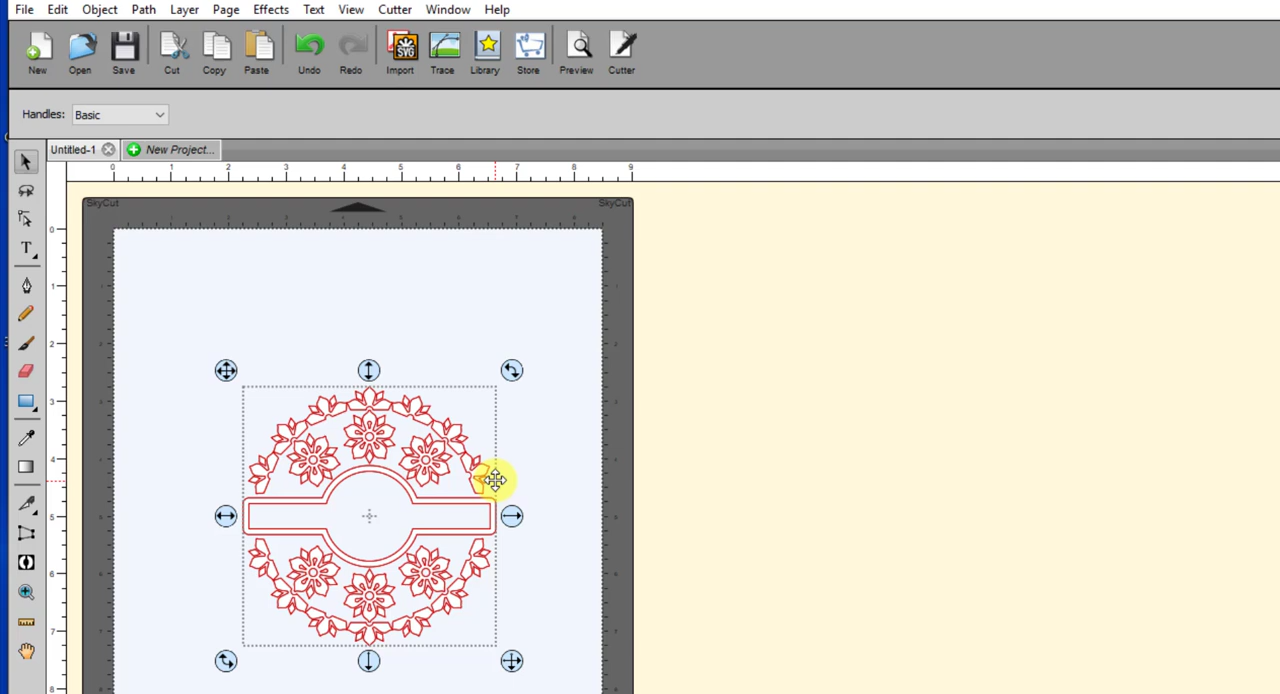 File Edit Object Path Layer Page Effects Text View Cutter Window Help
New Open Save Cut Copy Paste Undo Redo Import Trace Library Store Preview Cutter
SVG
Handles: Basic
Untitled-1 New Project...
0 1 2 3 4 5 6 7 8 9
SkyCut SkyCut
0
1
2
3
4
5
6
7
8